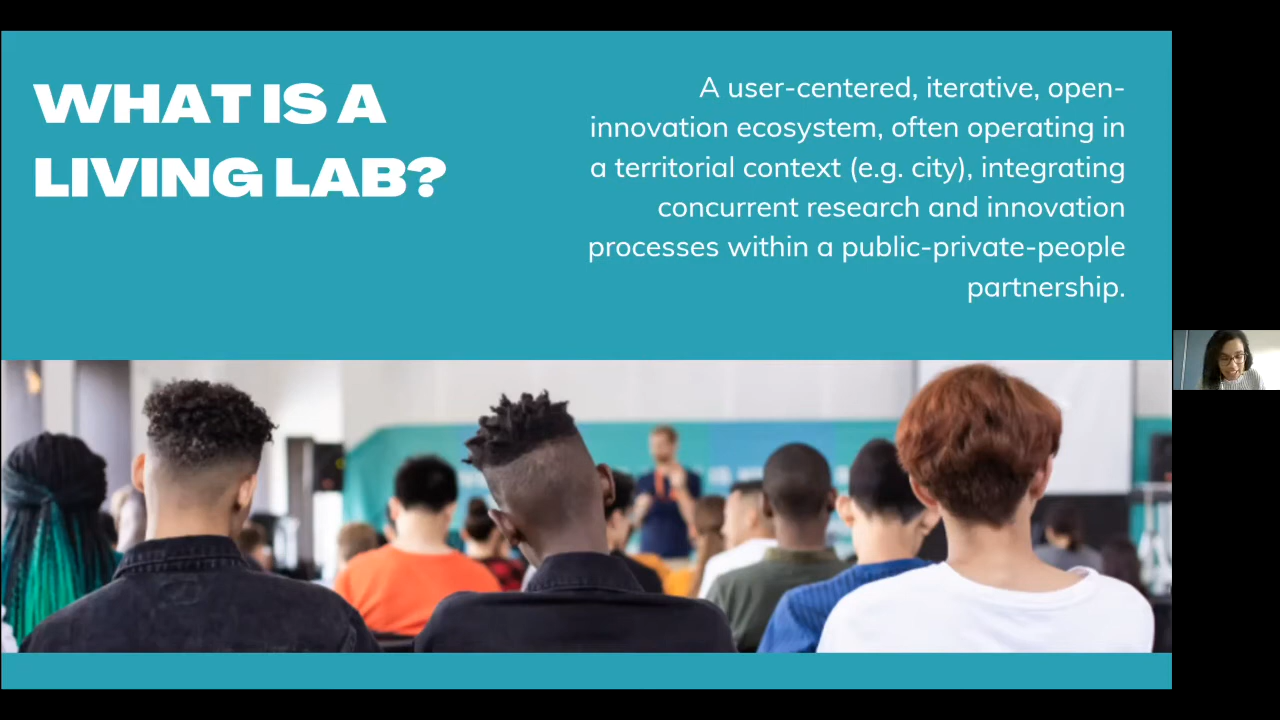 WHAT IS A
LIVING LAB?
A user-centered, iterative, open-
innovation ecosystem, often operating in
a territorial context (e.g. city), integrating
concurrent research and innovation
processes within a public-private-people
partnership.